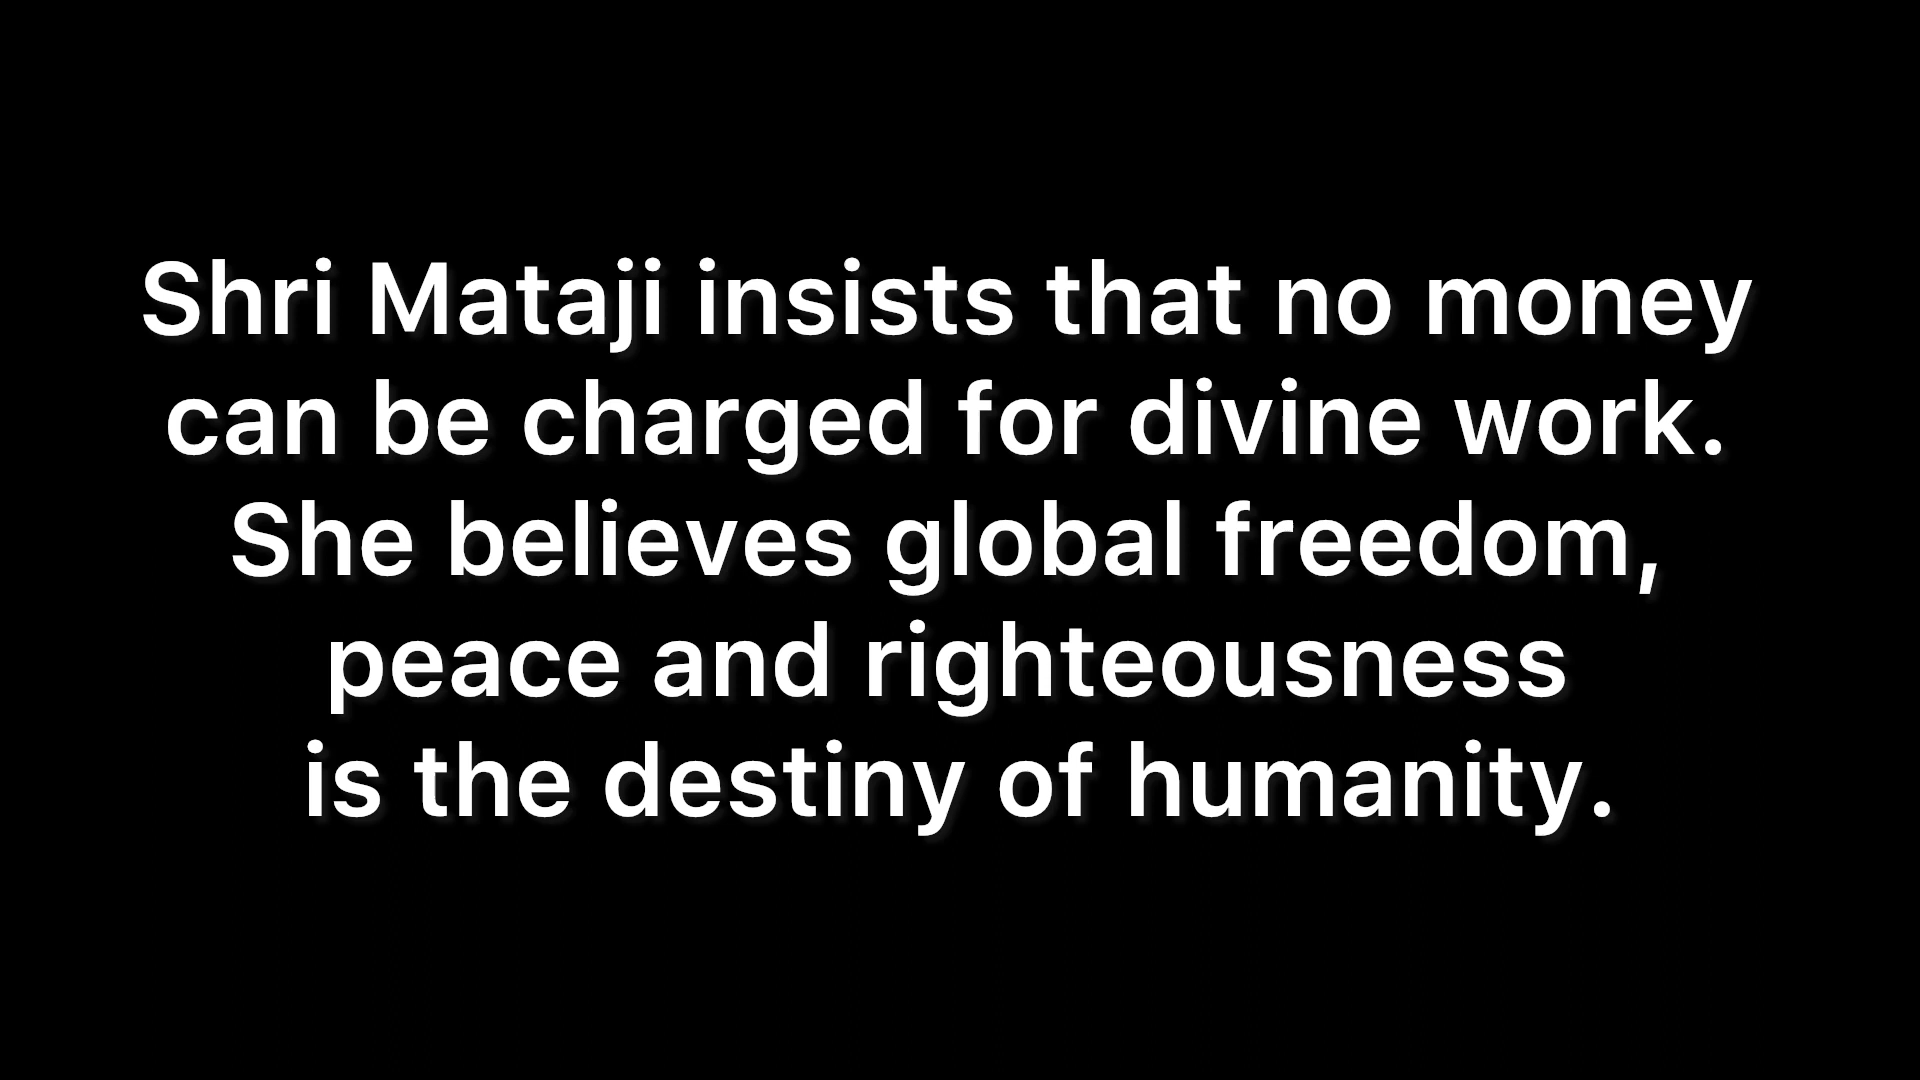 Shri Mataji insists that no money
can be charged for divine work.
She believes global freedom,
peace and righteousness
is the destiny of humanity.